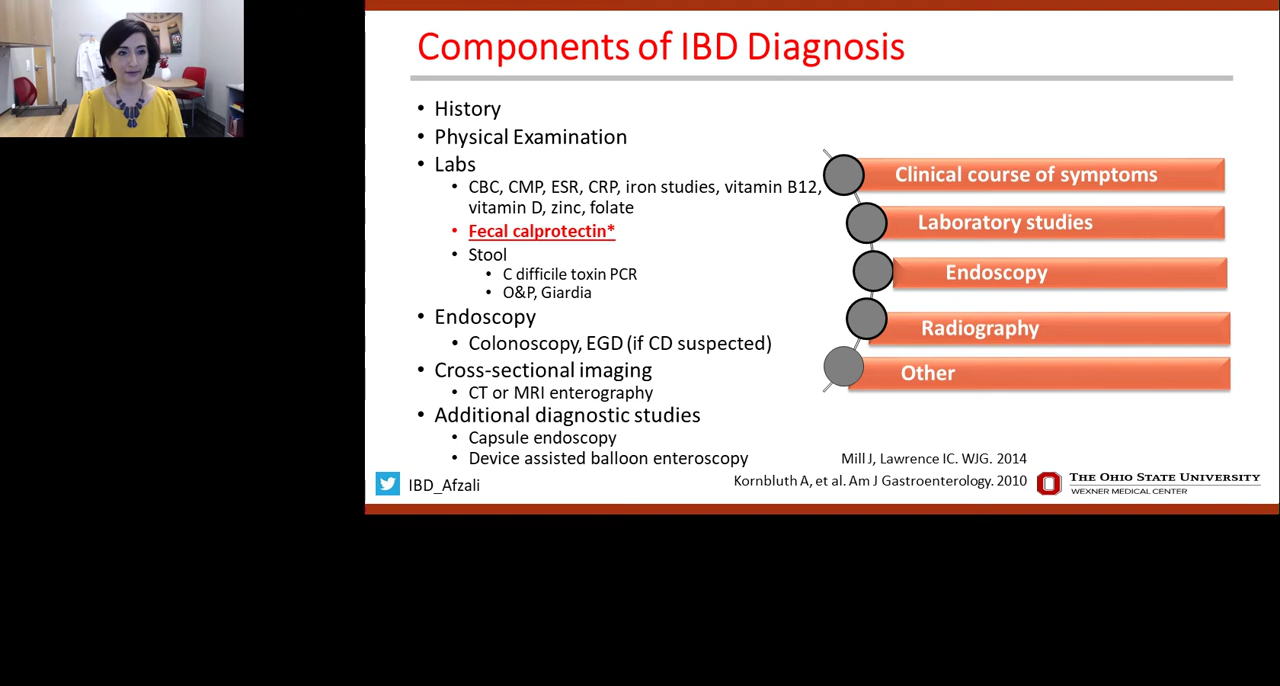 Components of IBD Diagnosis
• History
• Physical Examination
• Labs
• CBC, CMP, ESR, CRP, iron studies, vitamin B12,
vitamin D, zinc, folate
• Fecal calprotectin*
• Stool
• C difficile toxin PCR
• O&P, Giardia
• Endoscopy
• Colonoscopy, EGD (if CD suspected)
• Cross-sectional imaging
• CT or MRI enterography
• Additional diagnostic studies
• Capsule endoscopy
• Device assisted balloon enteroscopy
Clinical course of symptoms
Laboratory studies
Endoscopy
Radiography
Other
Mill J, Lawrence IC. WJG. 2014
Kornbluth A, et al. Am J Gastroenterology. 2010
IBD_Afzali
THE OHIO STATE UNIVERSITY
WEXNER MEDICAL CENTER